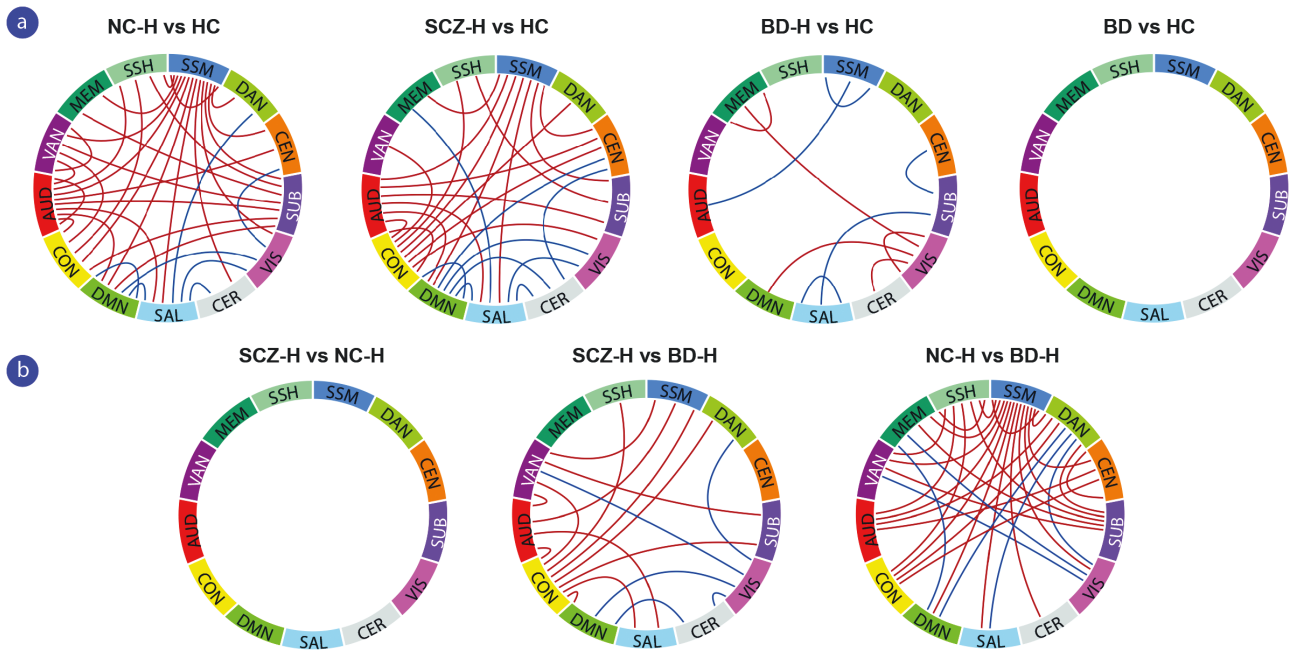 a
NC-H vs HC
SCZ-H vs HC
BD-H vs HC
BD vs HC
SSH SSM DAN CEN SUB VIS CER SAL DMN CON AUD VAN MEM
SSH SSM DAN CEN SUB VIS CER SAL DMN CON AUD VAN MEM
SSH SSM DAN CEN SUB VIS CER SAL DMN CON AUD VAN MEM
SSH SSM DAN CEN SUB VIS CER SAL DMN CON AUD VAN MEM
b
SCZ-H vs NC-H
SCZ-H vs BD-H
NC-H vs BD-H
SSH SSM DAN CEN SUB VIS CER SAL DMN CON AUD VAN MEM
SSH SSM DAN CEN SUB VIS CER SAL DMN CON AUD VAN MEM
SSH SSM DAN CEN SUB VIS CER SAL DMN CON AUD VAN MEM